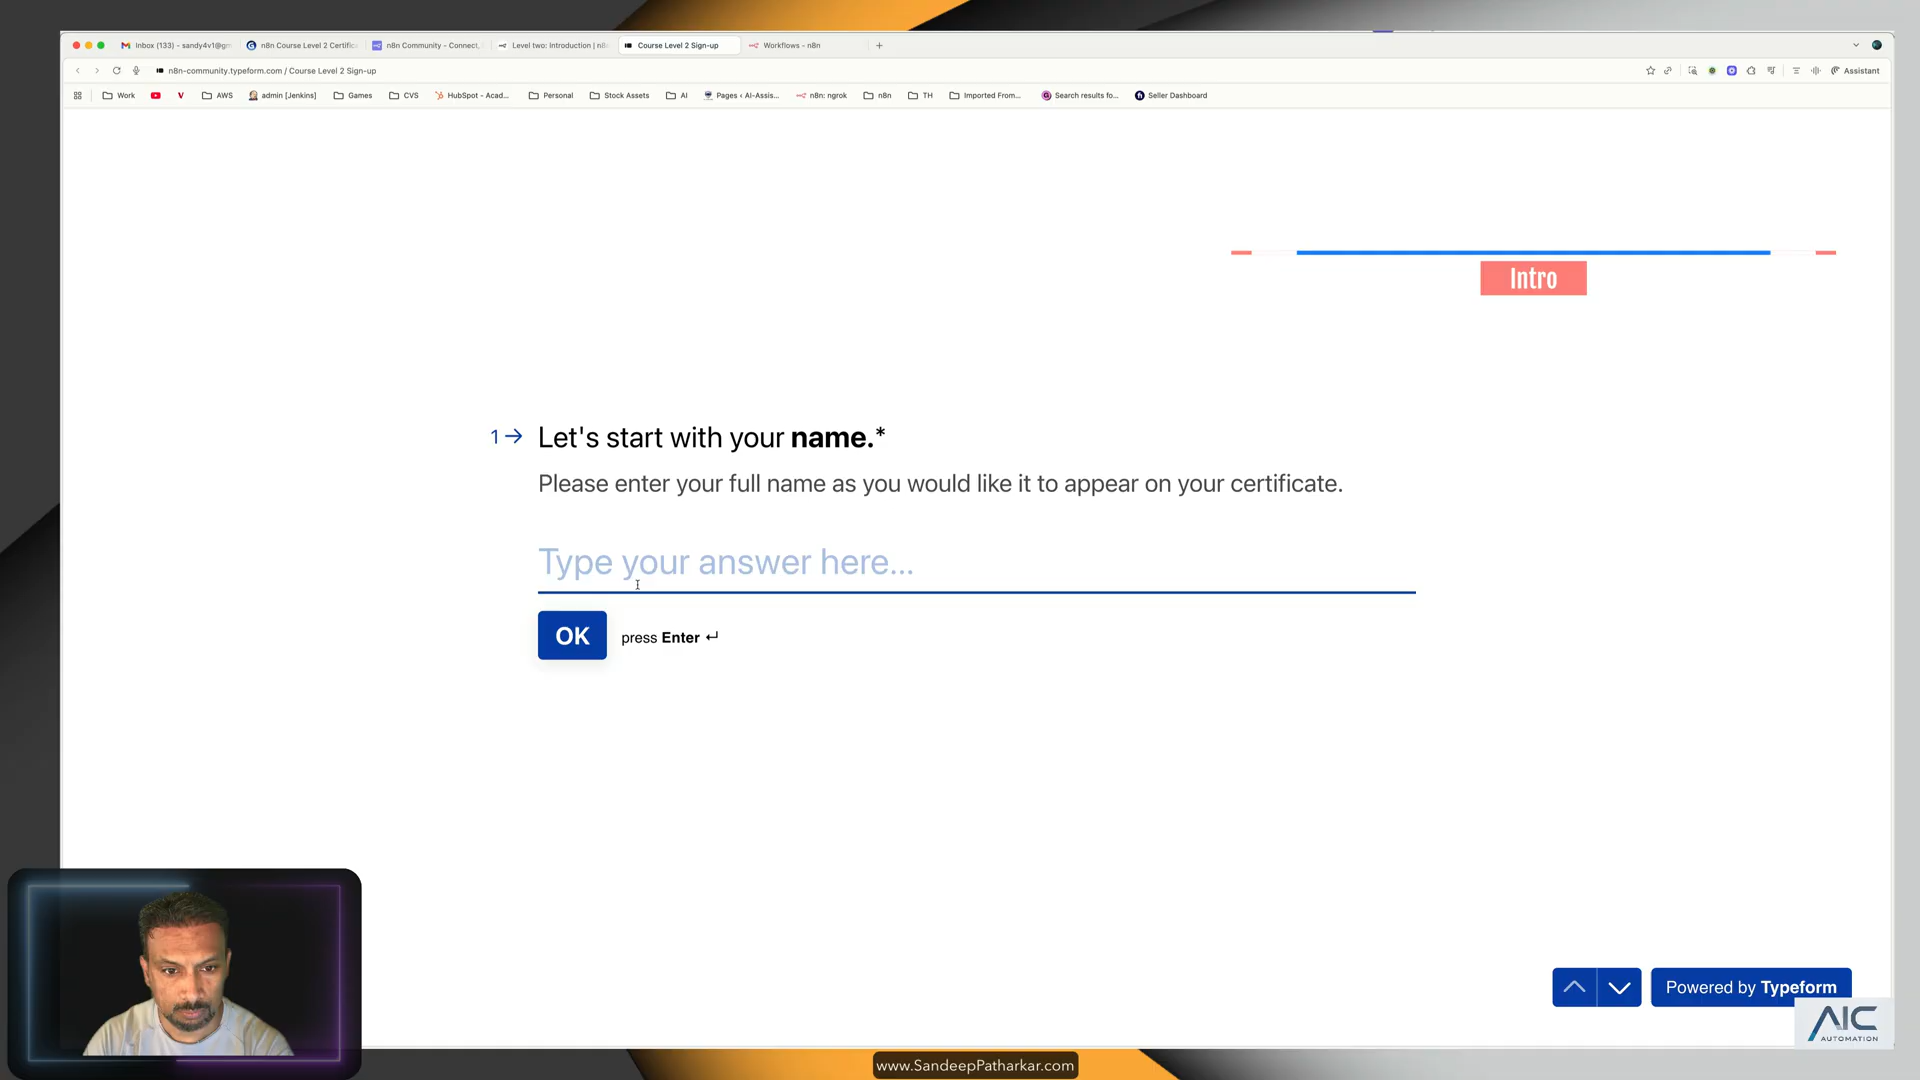 Inbox (133) - sandy4v1@gm
n8n Course Level 2 Certific
n8n Community - Connect,
Level two: Introduction | n8n
Course Level 2 Sign-up
Workflows - n8n
n8n-community.typeform.com / Course Level 2 Sign-up
Assistant
Work
AWS
admin [Jenkins]
Games
CVS
HubSpot - Acad...
Personal
Stock Assets
AI
Pages ‹ AI-Assis...
n8n: ngrok
n8n
TH
Imported From...
Search results fo...
Seller Dashboard
Intro
1→ Let's start with your name.*
Please enter your full name as you would like it to appear on your certificate.
Type your answer here...
OK press Enter ↵
Powered by Typeform
AIC
AUTOMATION
www.SandeepPatharkar.com